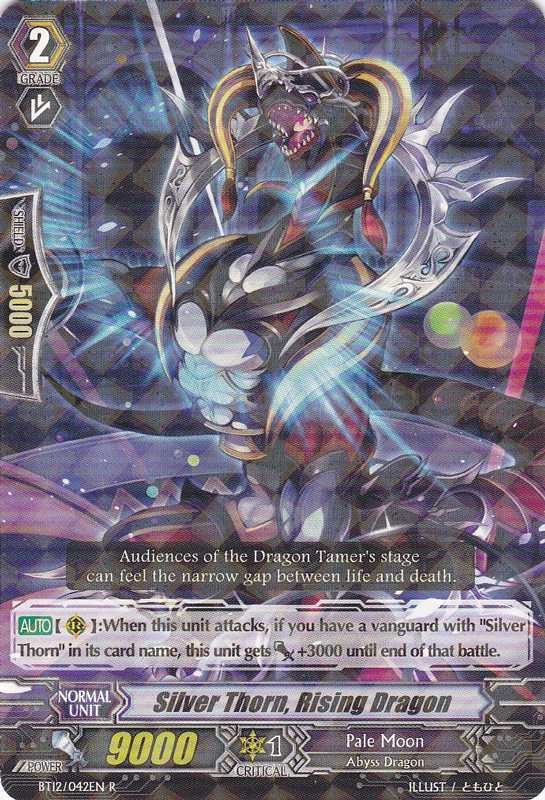 2
GRADE
SHIELD
5000
Audiences of the Dragon Tamer's stage
can feel the narrow gap between life and death.
AUTO【 R 】:When this unit attacks, if you have a vanguard with "Silver
Thorn" in its card name, this unit gets +3000 until end of that battle.
NORMAL
UNIT
Silver Thorn, Rising Dragon
POWER
9000
1
CRITICAL
Pale Moon
Abyss Dragon
BT12/042EN R
ILLUST / ともひと